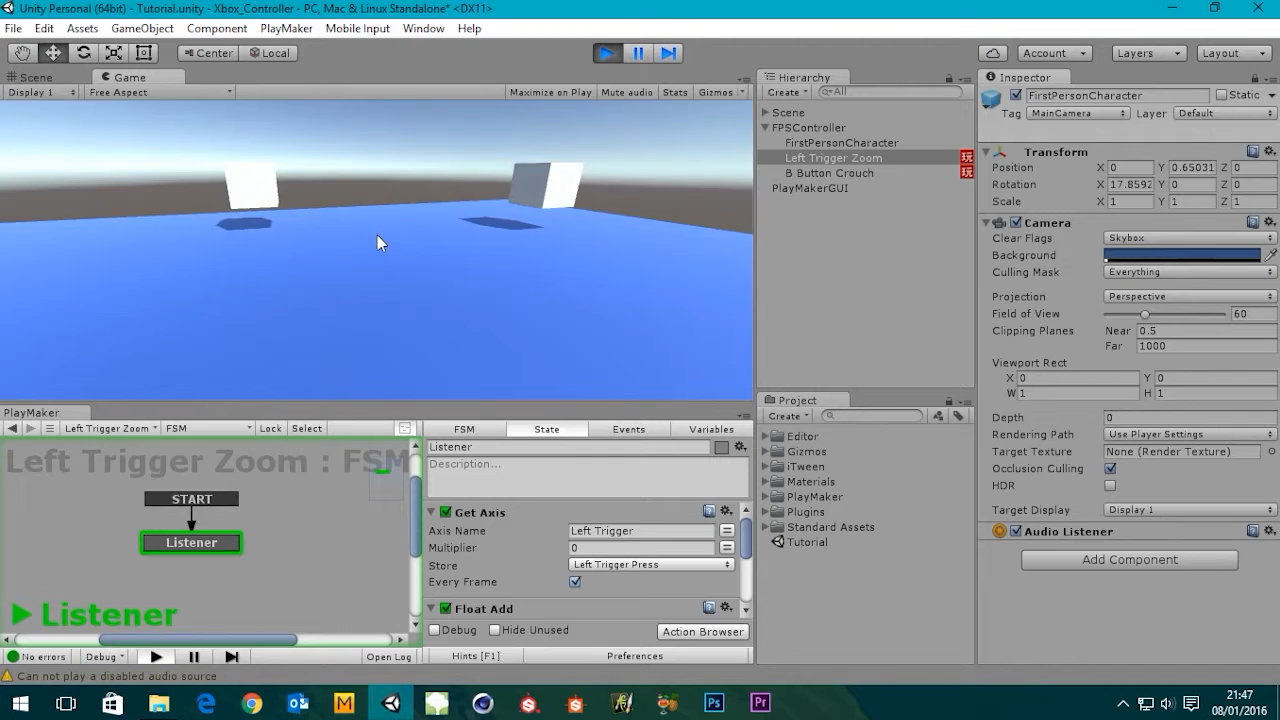 Unity Personal (64bit) - Tutorial.unity - Xbox_Controller - PC, Mac & Linux Standalone* <DX11>
File Edit Assets GameObject Component PlayMaker Mobile Input Window Help
Center Local Account Layers Layout
Scene Game Hierarchy Inspector
Display 1 Free Aspect Maximize on Play Mute audio Stats Gizmos Create All
FirstPersonCharacter Static
Tag MainCamera Layer Default
Scene
FPSController
FirstPersonCharacter
Left Trigger Zoom 玩
B Button Crouch 玩
PlayMakerGUI
Transform
Position X 0 Y 0.65031 Z 0
Rotation X 17.8592 Y 0 Z 0
Scale X 1 Y 1 Z 1
Camera
Clear Flags Skybox
Background
Culling Mask Everything
Projection Perspective
Field of View 60
Clipping Planes Near 0.5
Far 1000
Viewport Rect
X 0 Y 0
W 1 H 1
Depth 0
Rendering Path Use Player Settings
Target Texture None (Render Texture)
Occlusion Culling
HDR
Target Display Display 1
Audio Listener
Add Component
Project
Create
Editor
Gizmos
iTween
Materials
PlayMaker
Plugins
Standard Assets
Tutorial
PlayMaker
Left Trigger Zoom FSM Lock Select
Left Trigger Zoom : FSM
START
Listener
Listener
FSM State Events Variables
Listener
Description...
Get Axis
Axis Name Left Trigger
Multiplier 0
Store Left Trigger Press
Every Frame
Float Add
Debug Hide Unused Action Browser
No errors Debug Open Log Hints [F1] Preferences
Can not play a disabled audio source
M Ps Pr
21:47
08/01/2016